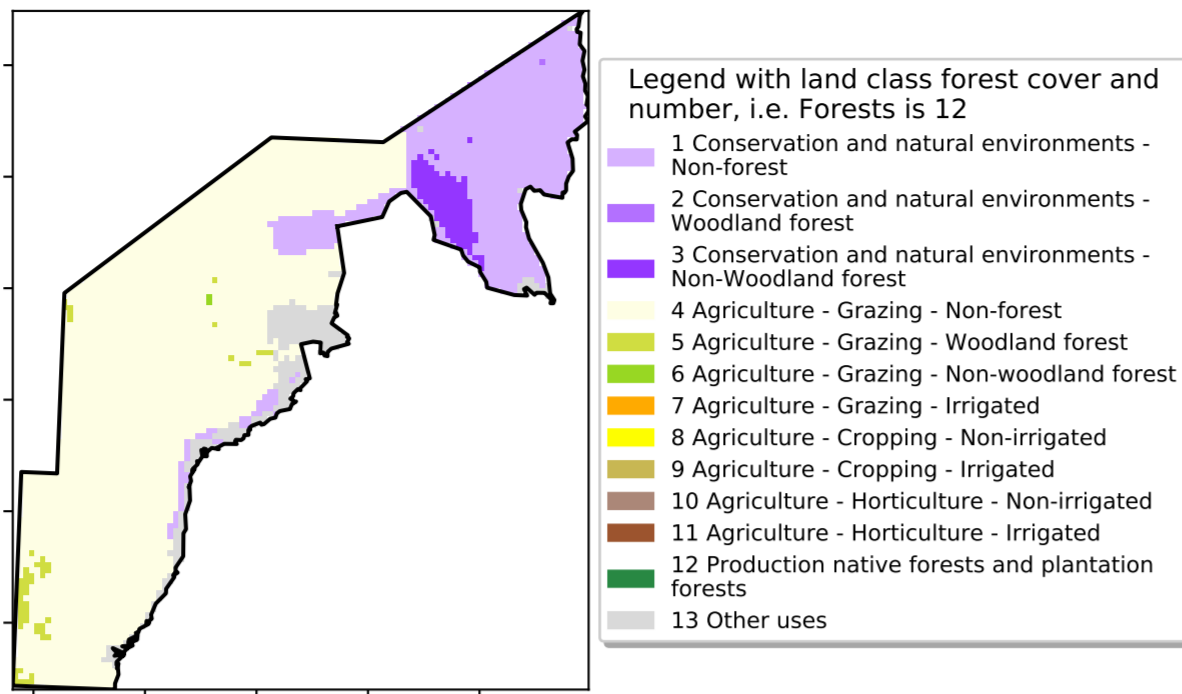 Legend with land class forest cover and
number, i.e. Forests is 12
1 Conservation and natural environments -
Non-forest
2 Conservation and natural environments -
Woodland forest
3 Conservation and natural environments -
Non-Woodland forest
4 Agriculture - Grazing - Non-forest
5 Agriculture - Grazing - Woodland forest
6 Agriculture - Grazing - Non-woodland forest
7 Agriculture - Grazing - Irrigated
8 Agriculture - Cropping - Non-irrigated
9 Agriculture - Cropping - Irrigated
10 Agriculture - Horticulture - Non-irrigated
11 Agriculture - Horticulture - Irrigated
12 Production native forests and plantation
forests
13 Other uses